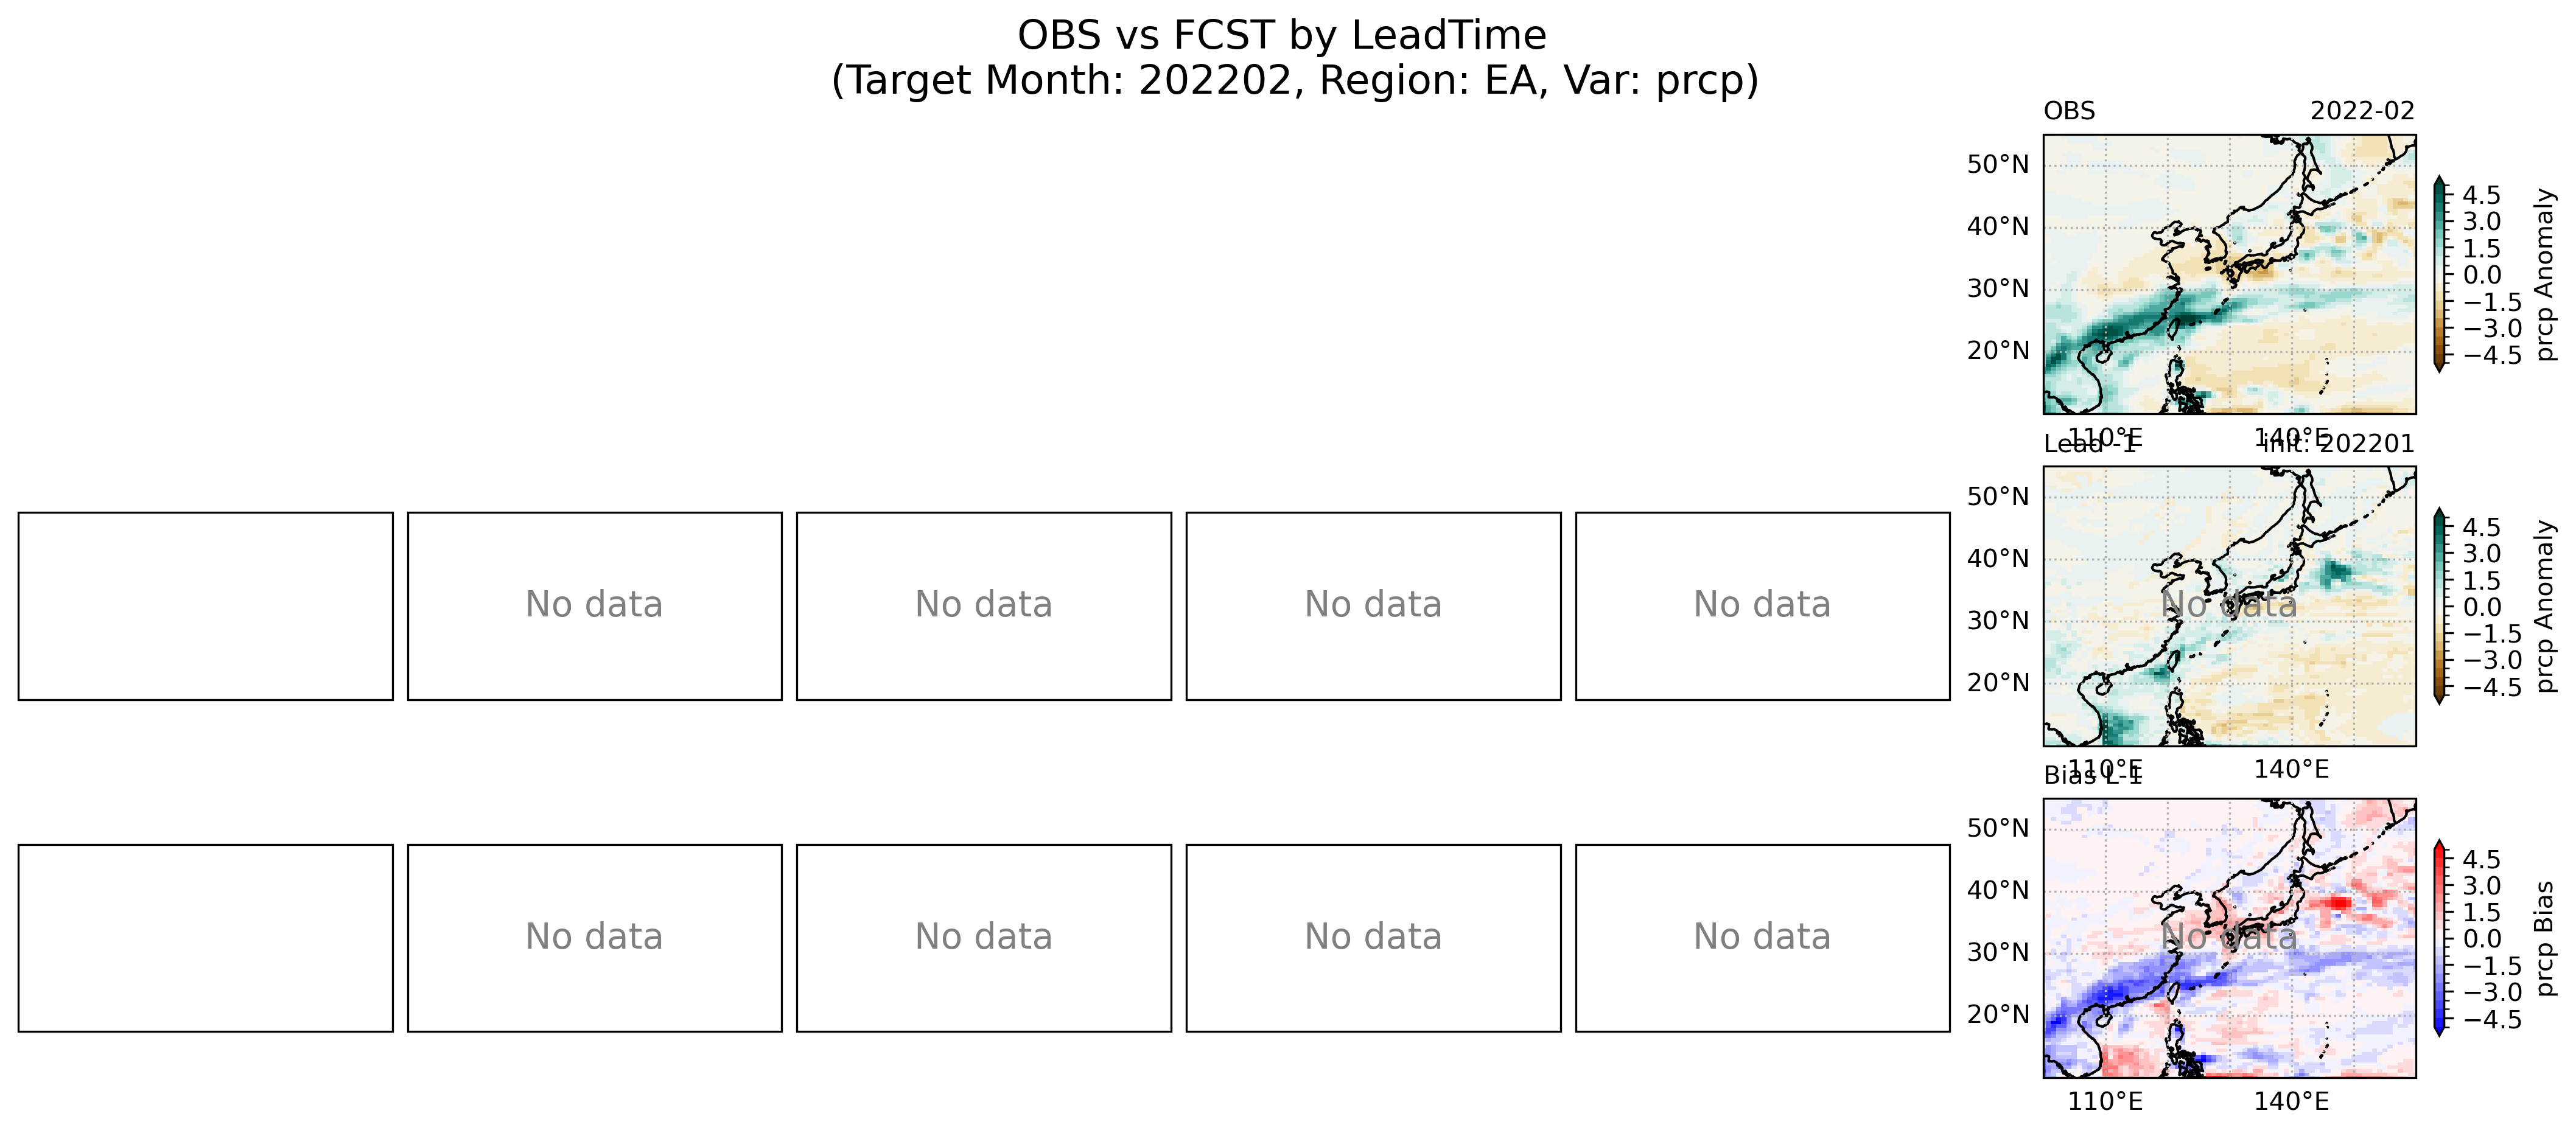 OBS vs FCST by LeadTime
(Target Month: 202202, Region: EA, Var: prcp)
OBS 2022-02
50°N
40°N
30°N
20°N
110°E 140°E
4.5
3.0
1.5
0.0
−1.5
−3.0
−4.5
prcp Anomaly
Lead -1 init: 202201
No data No data No data No data No data
50°N
40°N
30°N
20°N
110°E 140°E
4.5
3.0
1.5
0.0
−1.5
−3.0
−4.5
prcp Anomaly
Bias L-1
No data No data No data No data No data
50°N
40°N
30°N
20°N
110°E 140°E
4.5
3.0
1.5
0.0
−1.5
−3.0
−4.5
prcp Bias